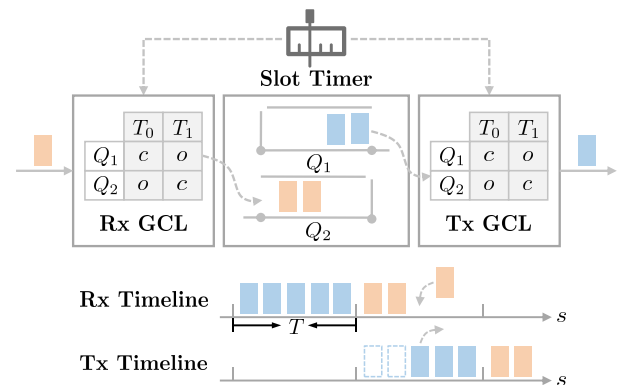 Slot Timer
T₀ T₁
Q₁ c o
Q₂ o c
Rx GCL
Q₁
Q₂
T₀ T₁
Q₁ c o
Q₂ o c
Tx GCL
Rx Timeline
s
T
Tx Timeline
s